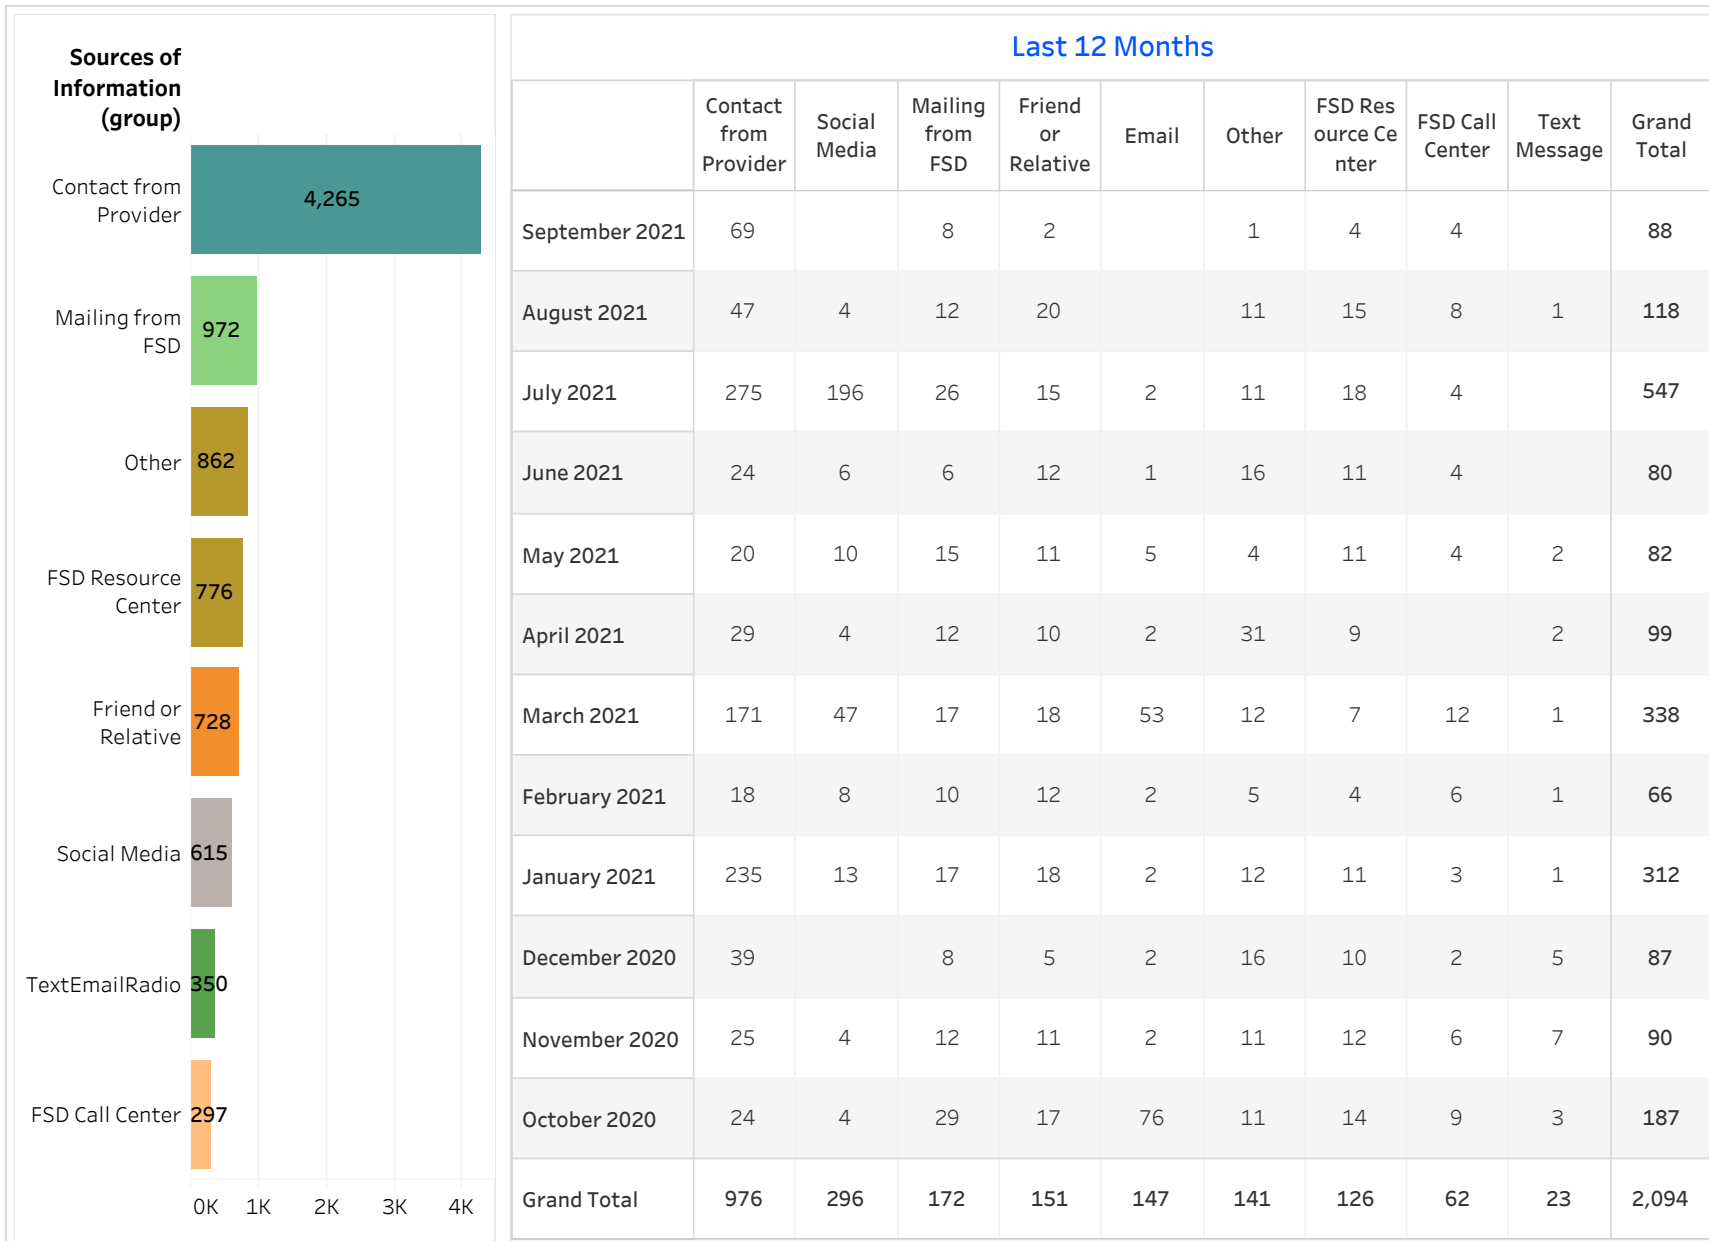 Sources of
Information
(group)
Contact from
Provider
4,265
Mailing from
FSD
972
Other
862
FSD Resource
Center
776
Friend or
Relative
728
Social Media
615
TextEmailRadio
350
FSD Call Center
297
0K 1K 2K 3K 4K
Last 12 Months
Contact
from
Provider
Social
Media
Mailing
from
FSD
Friend
or
Relative
Email
Other
FSD Res
ource Ce
nter
FSD Call
Center
Text
Message
Grand
Total
September 2021 69 8 2 1 4 4 88
August 2021 47 4 12 20 11 15 8 1 118
July 2021 275 196 26 15 2 11 18 4 547
June 2021 24 6 6 12 1 16 11 4 80
May 2021 20 10 15 11 5 4 11 4 2 82
April 2021 29 4 12 10 2 31 9 2 99
March 2021 171 47 17 18 53 12 7 12 1 338
February 2021 18 8 10 12 2 5 4 6 1 66
January 2021 235 13 17 18 2 12 11 3 1 312
December 2020 39 8 5 2 16 10 2 5 87
November 2020 25 4 12 11 2 11 12 6 7 90
October 2020 24 4 29 17 76 11 14 9 3 187
Grand Total 976 296 172 151 147 141 126 62 23 2,094